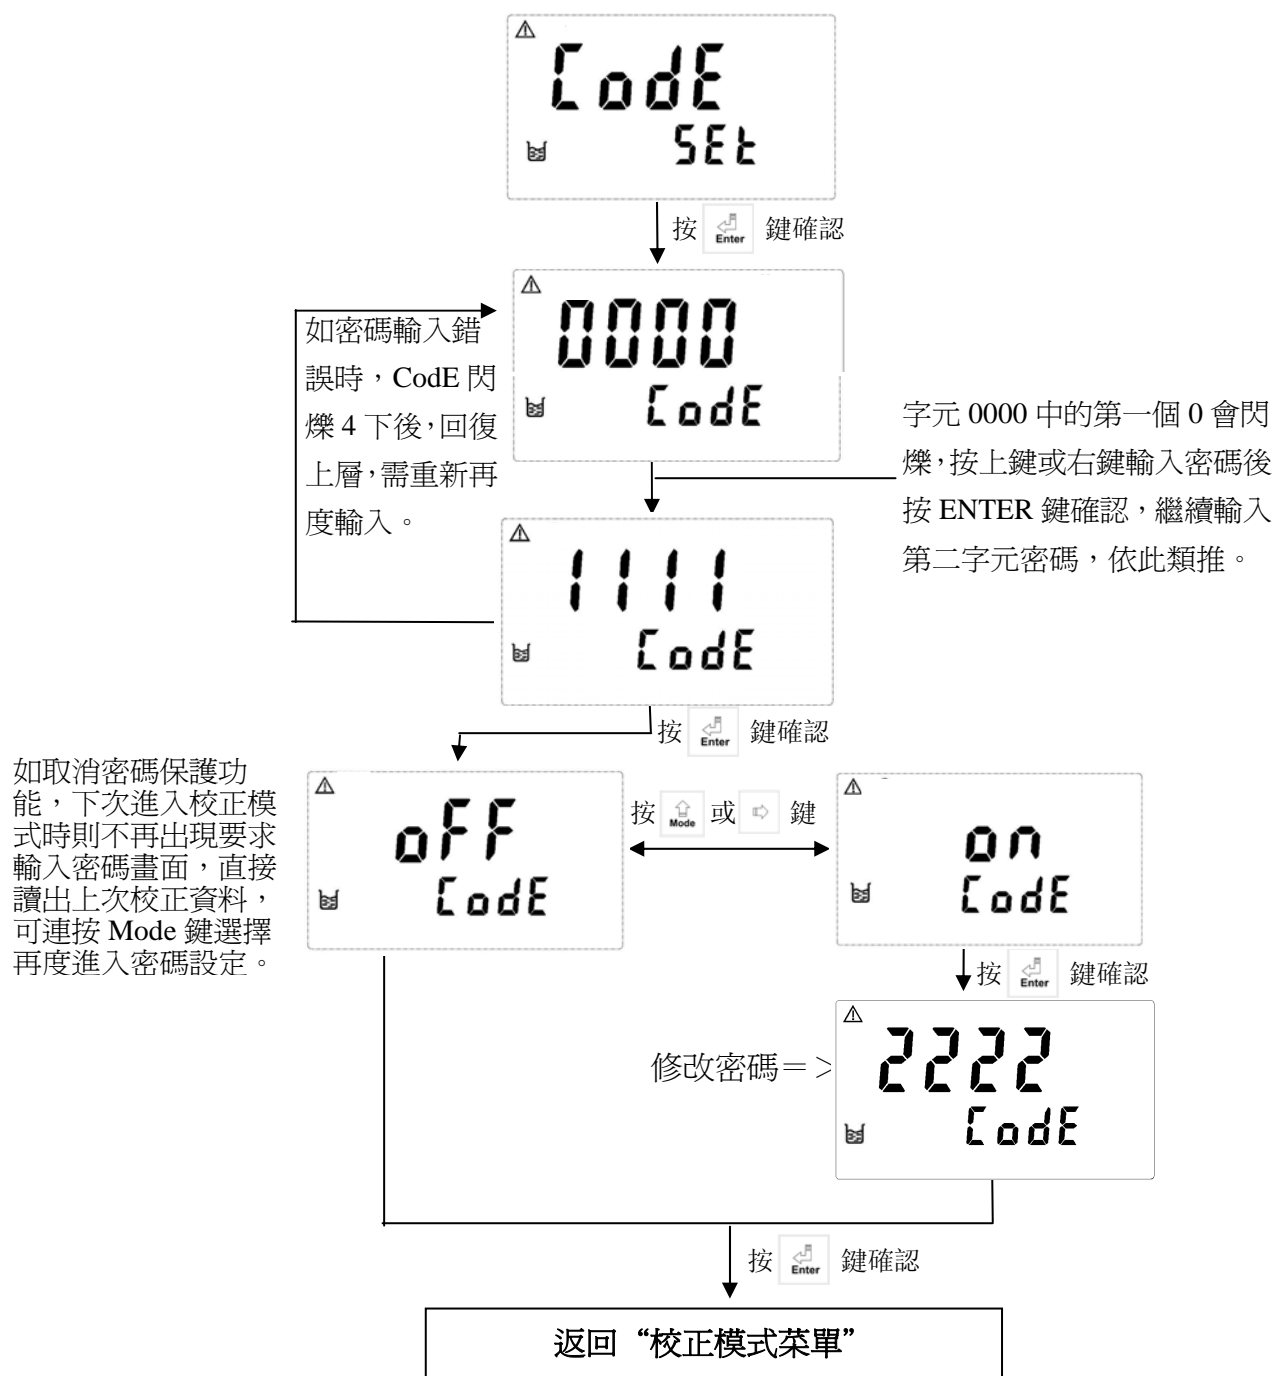 CodE
SEt
按 Enter 鍵確認
0000
CodE
如密碼輸入錯
誤時，CodE 閃
爍 4 下後，回復
上層，需重新再
度輸入。
字元 0000 中的第一個 0 會閃
爍，按上鍵或右鍵輸入密碼後
按 ENTER 鍵確認，繼續輸入
第二字元密碼，依此類推。
1111
CodE
按 Enter 鍵確認
如取消密碼保護功
能，下次進入校正模
式時則不再出現要求
輸入密碼畫面，直接
讀出上次校正資料，
可連按 Mode 鍵選擇
再度進入密碼設定。
oFF
CodE
按 Mode 或 鍵
on
CodE
按 Enter 鍵確認
修改密碼＝＞
2222
CodE
按 Enter 鍵確認
返回“校正模式菜單”